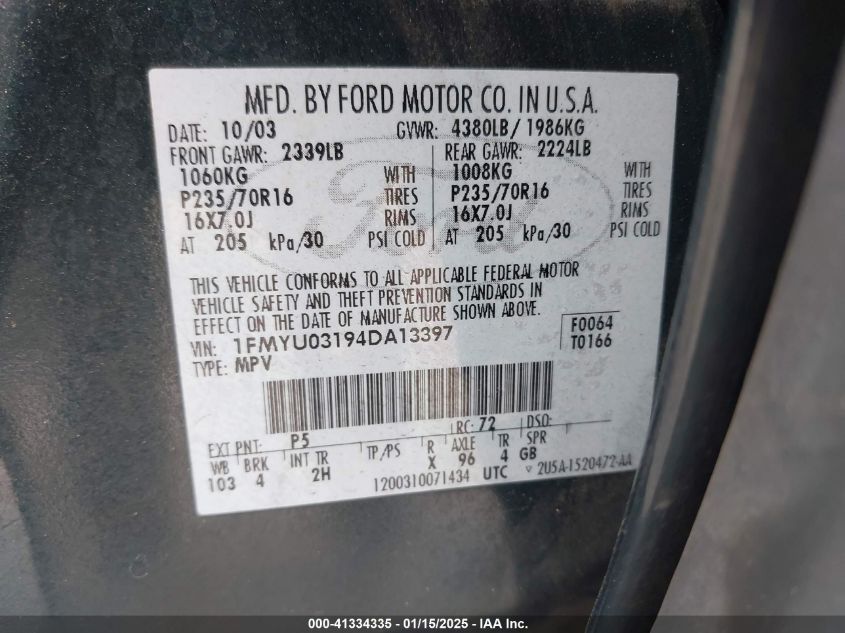 MFD. BY FORD MOTOR CO. IN U.S.A.
DATE: 10/03 GVWR: 4380LB/ 1986KG
FRONT GAWR: 2339LB REAR GAWR: 2224LB
1060KG WITH 1008KG WITH
P235/70R16 TIRES P235/70R16 TIRES
16X7.0J RIMS 16X7.0J RIMS
AT 205 kPa/30 PSI COLD AT 205 kPa/30 PSI COLD
Ford
THIS VEHICLE CONFORMS TO ALL APPLICABLE FEDERAL MOTOR
VEHICLE SAFETY AND THEFT PREVENTION STANDARDS IN
EFFECT ON THE DATE OF MANUFACTURE SHOWN ABOVE.
VIN: 1FMYU03194DA13397 F0064
TYPE: MPV T0166
EXT PNT: P5 RC: 72 DSO:
WB BRK INT TR TP/PS R AXLE TR SPR
103 4 2H X 96 4 GB
1200310071434 UTC ▽ 2U5A-1520472-AA
000-41334335 - 01/15/2025 - IAA Inc.